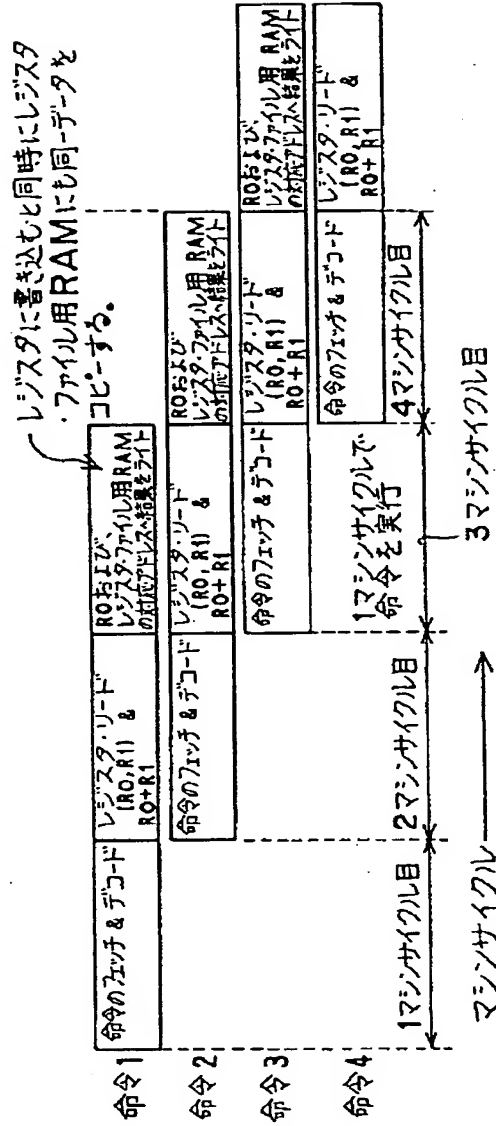 レジスタに書き込むと同時にレジスタ
・ファイル用RAMにも同一データを
コピーする。
命令1
命令のフェッチ & デコード
レジスタ・リード
(R0,R1) &
R0+R1
R0および、
レジスタ・ファイル用RAM
の対応アドレスへ結果をライト
命令2
命令のフェッチ & デコード
レジスタ・リード
(R0,R1) &
R0+R1
R0および
レジスタ・ファイル用RAM
の対応アドレスへ結果をライト
命令3
命令のフェッチ & デコード
レジスタ・リード
(R0,R1) &
R0+R1
R0および、
レジスタ・ファイル用RAM
の対応アドレスへ結果をライト
命令4
命令のフェッチ & デコード
レジスタ・リード
(R0,R1) &
R0+R1
1マシンサイクルで
命令を実行
1マシンサイクル目
2マシンサイクル目
3マシンサイクル目
4マシンサイクル目
マシンサイクル